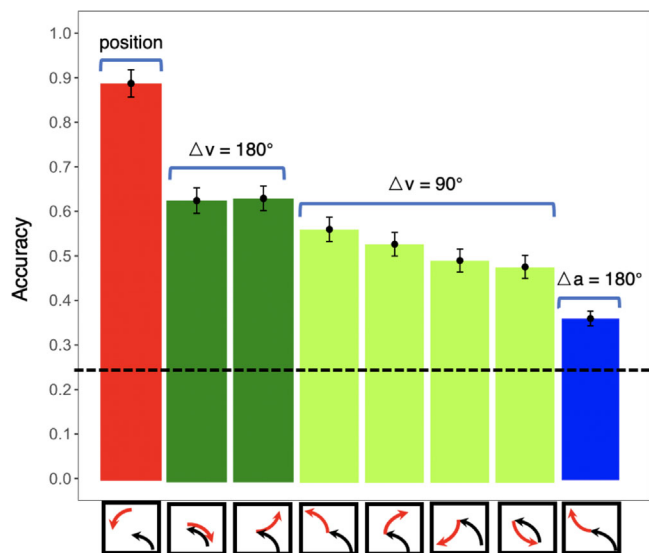 position
△v = 180°
△v = 90°
△a = 180°
Accuracy
1.0
0.9
0.8
0.7
0.6
0.5
0.4
0.3
0.2
0.1
0.0